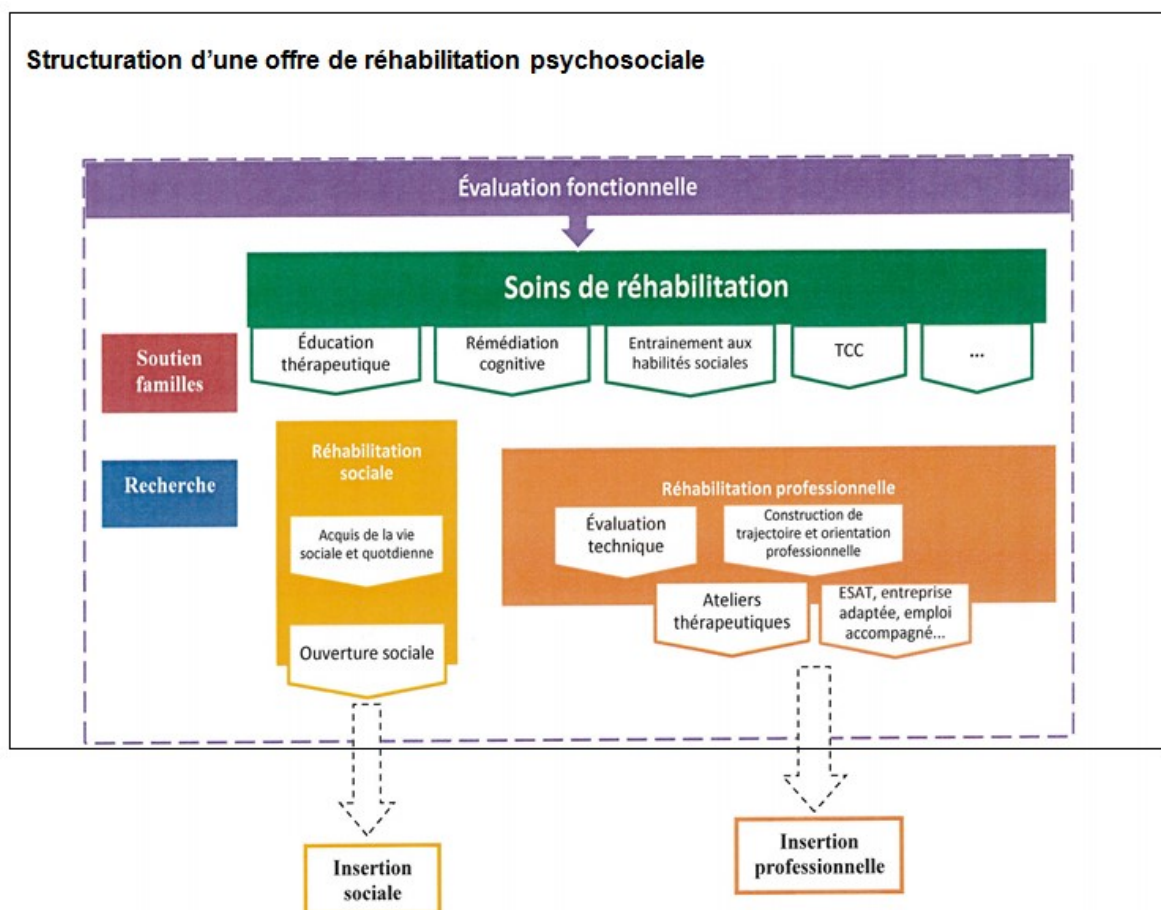 Structuration d'une offre de réhabilitation psychosociale
Évaluation fonctionnelle
Soins de réhabilitation
Éducation
thérapeutique
Rémédiation
cognitive
Entrainement aux
habilités sociales
TCC
...
Soutien
familles
Recherche
Réhabilitation
sociale
Acquis de la vie
sociale et quotdienne
Ouverture sociale
Réhabilitation professionnelle
Évaluation
technique
Construction de
trajectoire et orientation
professionnelle
Ateliers
thérapeutiques
ESAT, entreprise
adaptée, emploi
accompagné...
Insertion
sociale
Insertion
professionnelle